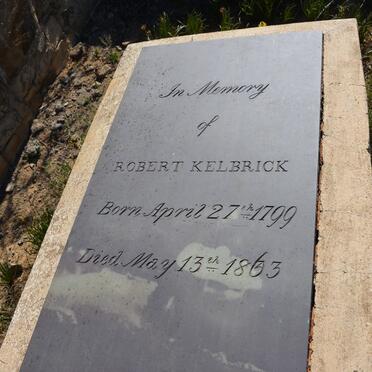 In Memory
of
ROBERT KELBRICK
Born April 27th 1799
Died May 13th 1863